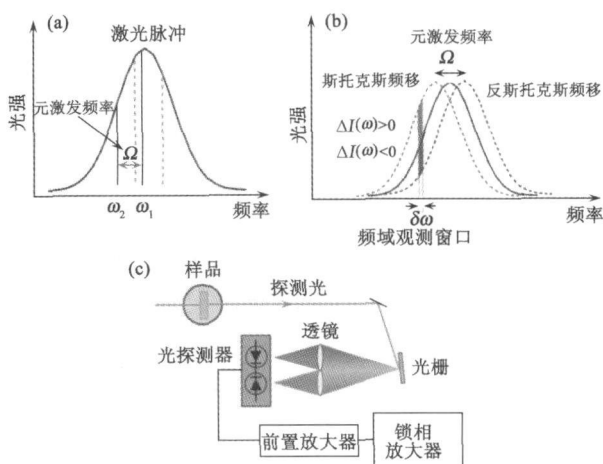 (a)
激光脉冲
光强
元激发频率
Ω
ω₂ ω₁ 频率
(b)
元激发频率
Ω
斯托克斯频移
反斯托克斯频移
光强
ΔI(ω)>0
ΔI(ω)<0
δω
频率
频域观测窗口
(c)
样品
探测光
透镜
光探测器
光栅
前置放大器
锁相
放大器